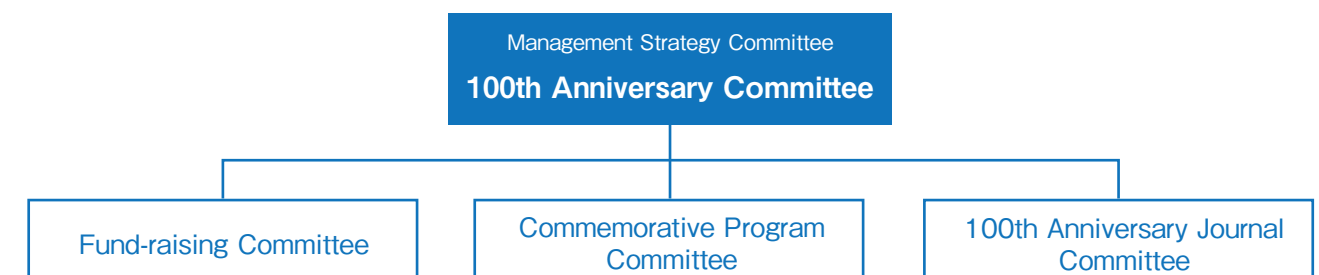 Management Strategy Committee
100th Anniversary Committee
Fund-raising Committee
Commemorative Program
Committee
100th Anniversary Journal
Committee